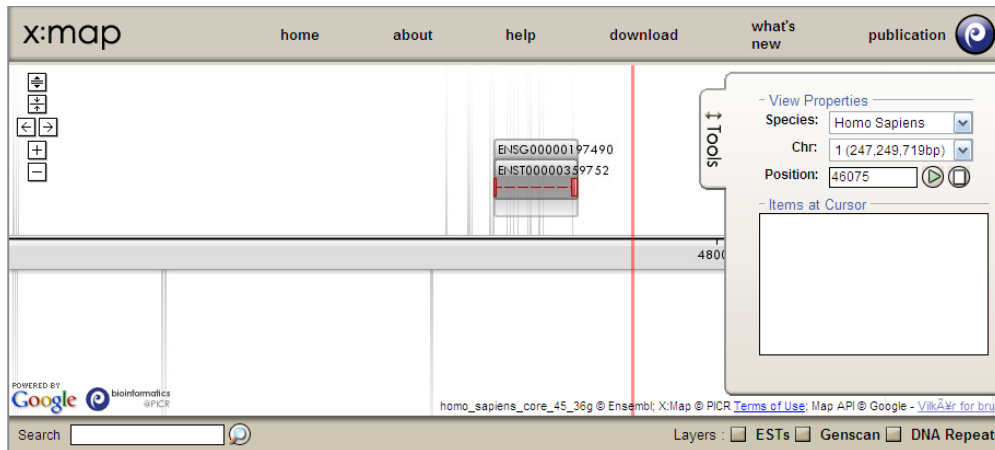 x:map
home about help download what's new publication
Tools
View Properties
Species: Homo Sapiens
Chr: 1 (247,249,719bp)
Position: 46075
Items at Cursor
ENSG00000197490
ENST00000359752
4800
POWERED BY
Google
bioinformatics
@PICR
homo_sapiens_core_45_36g © Ensembl; X:Map © PICR Terms of Use; Map API © Google - VilkÃ¥r for bru
Search
Layers : ESTs Genscan DNA Repeat